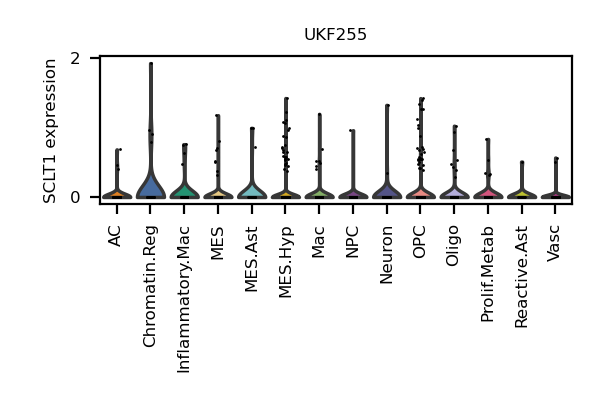 UKF255
SCLT1 expression
2
0
AC
Chromatin.Reg
Inflammatory.Mac
MES
MES.Ast
MES.Hyp
Mac
NPC
Neuron
OPC
Oligo
Prolif.Metab
Reactive.Ast
Vasc